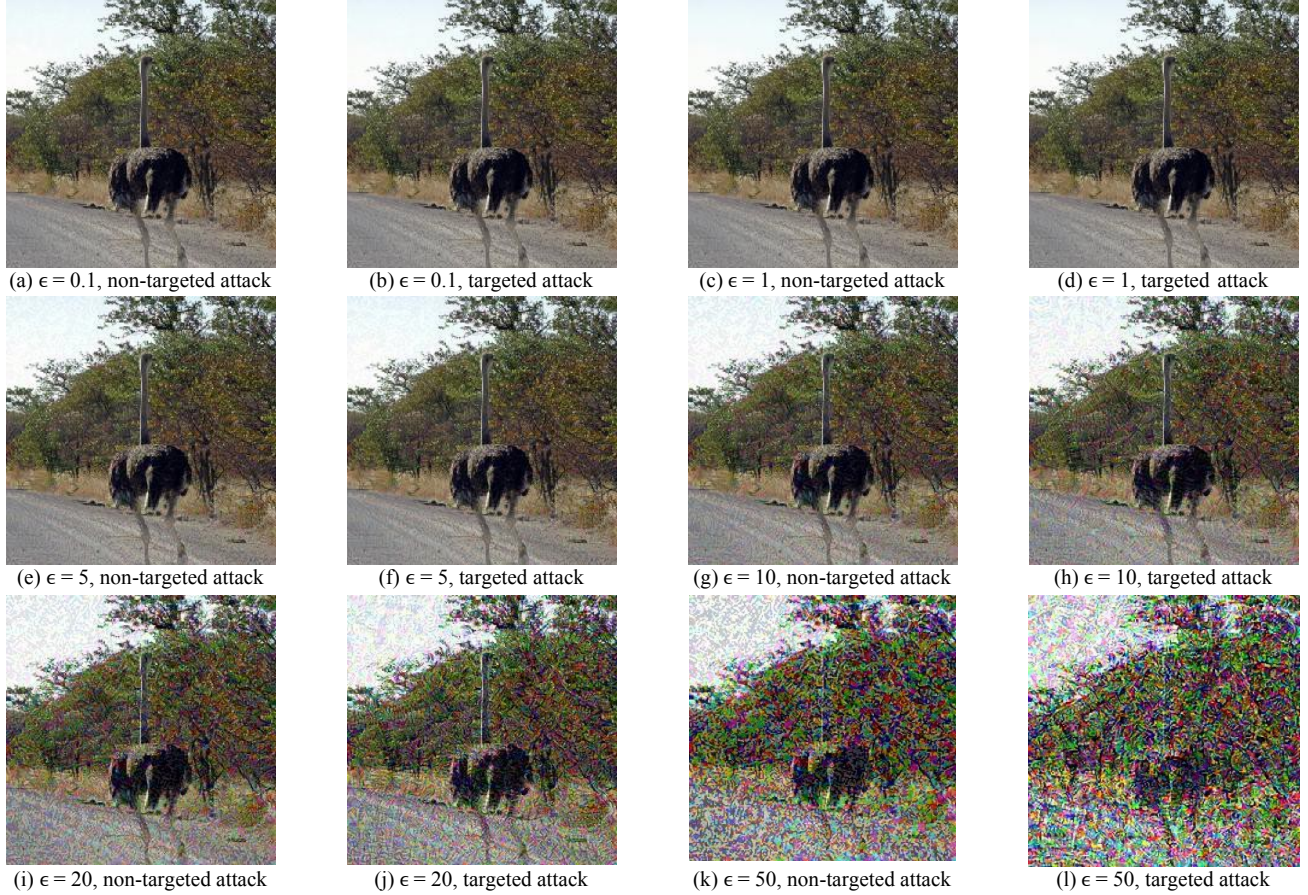 (a) ϵ = 0.1, non-targeted attack
(b) ϵ = 0.1, targeted attack
(c) ϵ = 1, non-targeted attack
(d) ϵ = 1, targeted attack
(e) ϵ = 5, non-targeted attack
(f) ϵ = 5, targeted attack
(g) ϵ = 10, non-targeted attack
(h) ϵ = 10, targeted attack
(i) ϵ = 20, non-targeted attack
(j) ϵ = 20, targeted attack
(k) ϵ = 50, non-targeted attack
(l) ϵ = 50, targeted attack